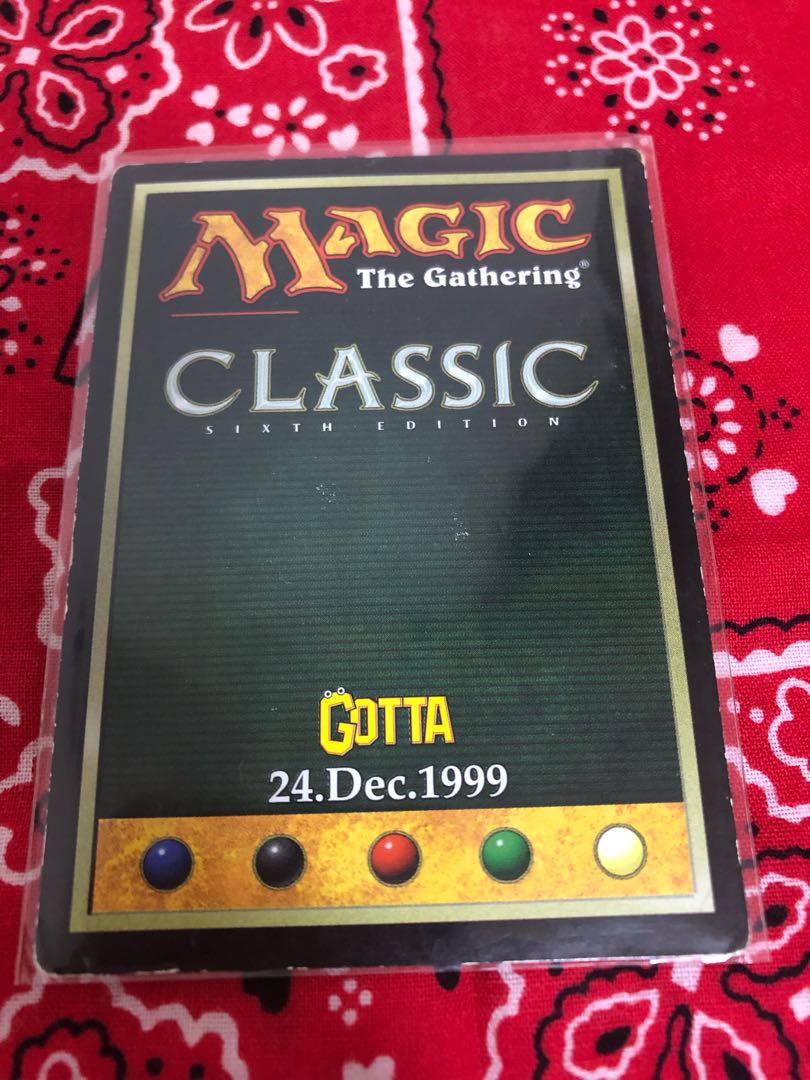 MAGIC
The Gathering®
CLASSIC
SIXTH EDITION
GOTTA
24.Dec.1999